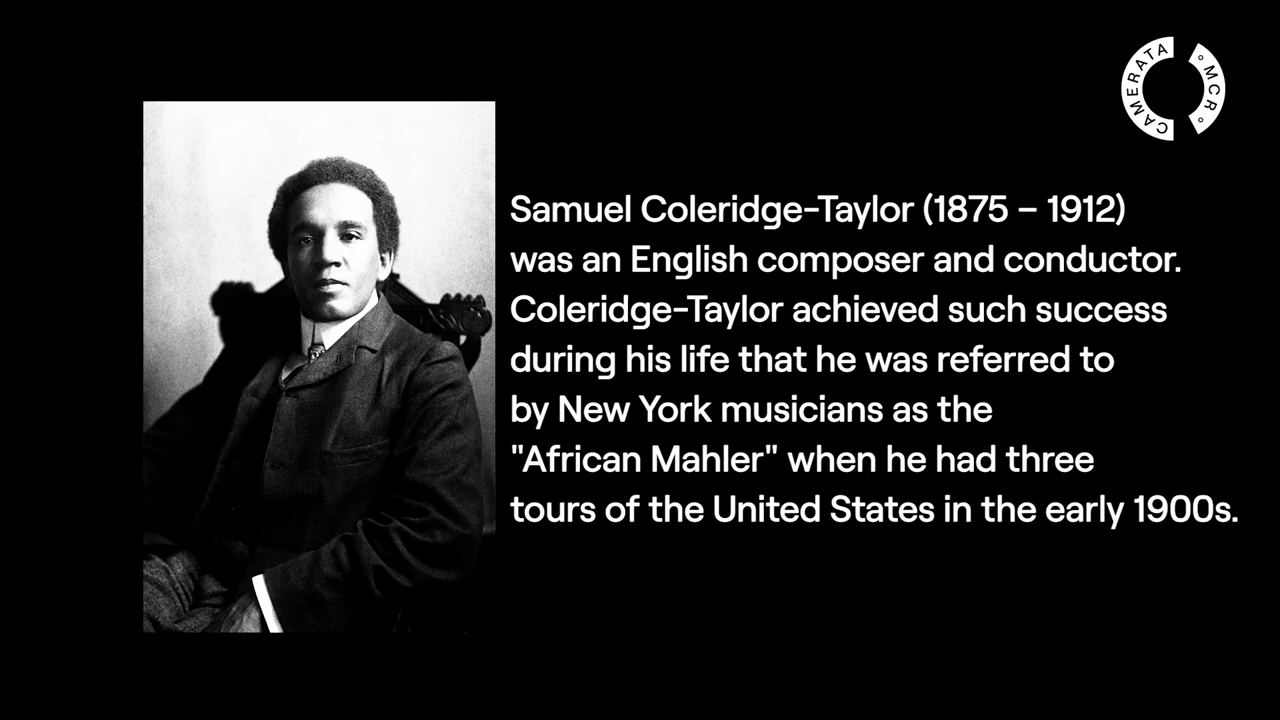 CAMERATA
MCR
Samuel Coleridge-Taylor (1875 – 1912)
was an English composer and conductor.
Coleridge-Taylor achieved such success
during his life that he was referred to
by New York musicians as the
"African Mahler" when he had three
tours of the United States in the early 1900s.